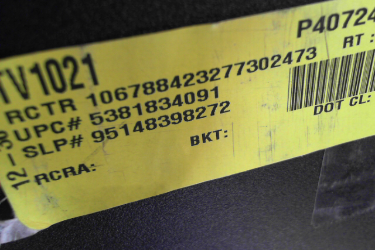 TV1021
P40724
RCTR 106788423277302473
RT :
UPC# 5381834091
SLP# 95148398272
DOT CL:
BKT:
RCRA: